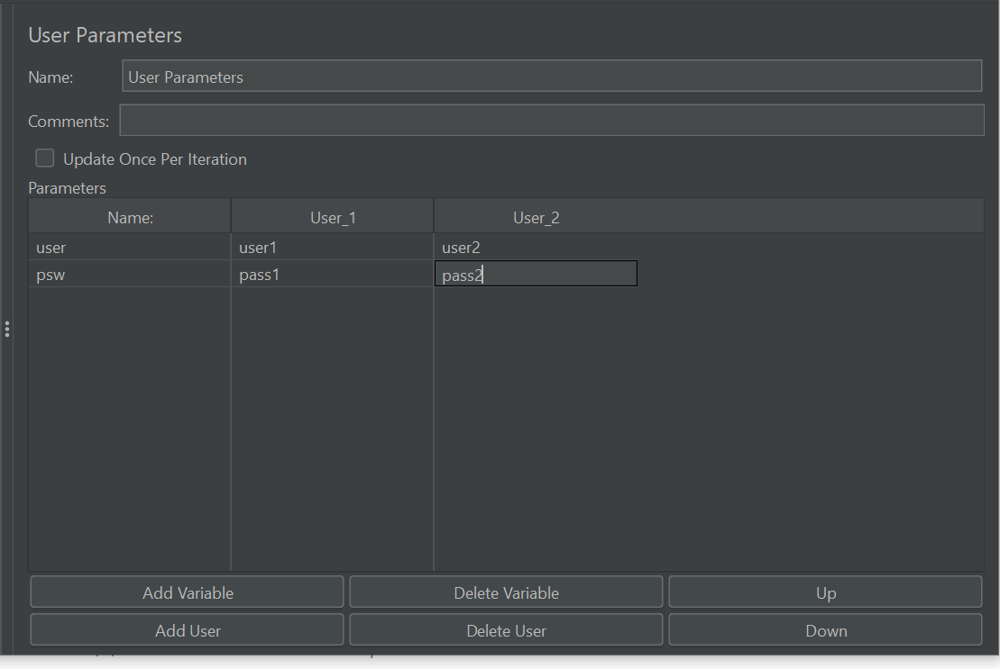 User Parameters
Name: User Parameters
Comments:
Update Once Per Iteration
Parameters
Name: User_1 User_2
user user1 user2
psw pass1 pass2
Add Variable Delete Variable Up
Add User Delete User Down